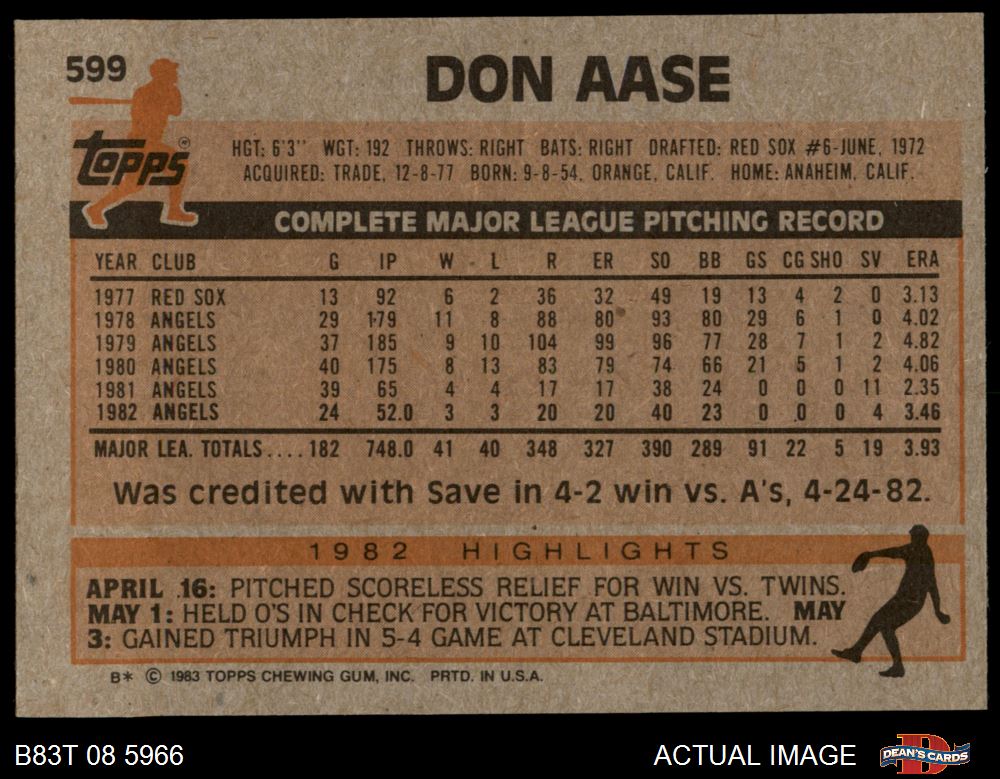 599
DON AASE
TOPPS®
HGT: 6'3" WGT: 192 THROWS: RIGHT BATS: RIGHT DRAFTED: RED SOX #6-JUNE, 1972
ACQUIRED: TRADE, 12-8-77 BORN: 9-8-54, ORANGE, CALIF. HOME: ANAHEIM, CALIF.
COMPLETE MAJOR LEAGUE PITCHING RECORD
YEAR CLUB G IP W L R ER SO BB GS CG SHO SV ERA
1977 RED SOX 13 92 6 2 36 32 49 19 13 4 2 0 3.13
1978 ANGELS 29 179 11 8 88 80 93 80 29 6 1 0 4.02
1979 ANGELS 37 185 9 10 104 99 96 77 28 7 1 2 4.82
1980 ANGELS 40 175 8 13 83 79 74 66 21 5 1 2 4.06
1981 ANGELS 39 65 4 4 17 17 38 24 0 0 0 11 2.35
1982 ANGELS 24 52.0 3 3 20 20 40 23 0 0 0 4 3.46
MAJOR LEA. TOTALS.... 182 748.0 41 40 348 327 390 289 91 22 5 19 3.93
Was credited with Save in 4-2 win vs. A's, 4-24-82.
1982 HIGHLIGHTS
APRIL 16: PITCHED SCORELESS RELIEF FOR WIN VS. TWINS.
MAY 1: HELD O'S IN CHECK FOR VICTORY AT BALTIMORE. MAY
3: GAINED TRIUMPH IN 5-4 GAME AT CLEVELAND STADIUM.
B* © 1983 TOPPS CHEWING GUM, INC. PRTD. IN U.S.A.
B83T 08 5966
ACTUAL IMAGE
D
DEAN'S CARDS